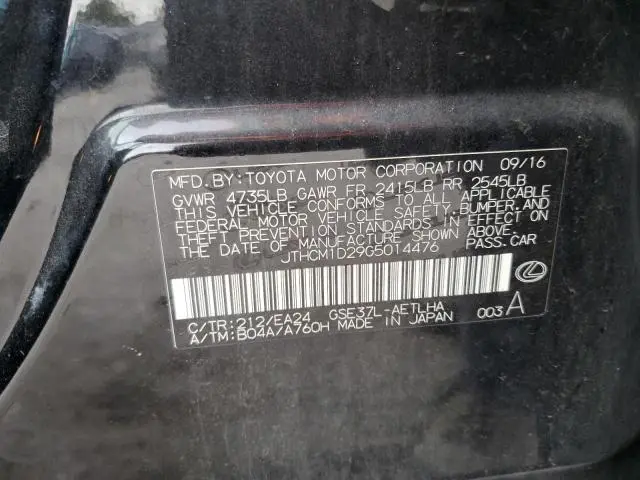 MFD. BY: TOYOTA MOTOR CORPORATION 09/16
GVWR 4735LB GAWR FR 2415LB RR 2545LB
THIS VEHICLE CONFORMS TO ALL APPLICABLE
FEDERAL MOTOR VEHICLE SAFETY, BUMPER, AND
THEFT PREVENTION STANDARDS IN EFFECT ON
THE DATE OF MANUFACTURE SHOWN ABOVE.
JTHCM1D29G5014476 PASS.CAR
C/TR:212/EA24 GSE37L-AETLHA
A/TM:B04A/A760H MADE IN JAPAN 003A